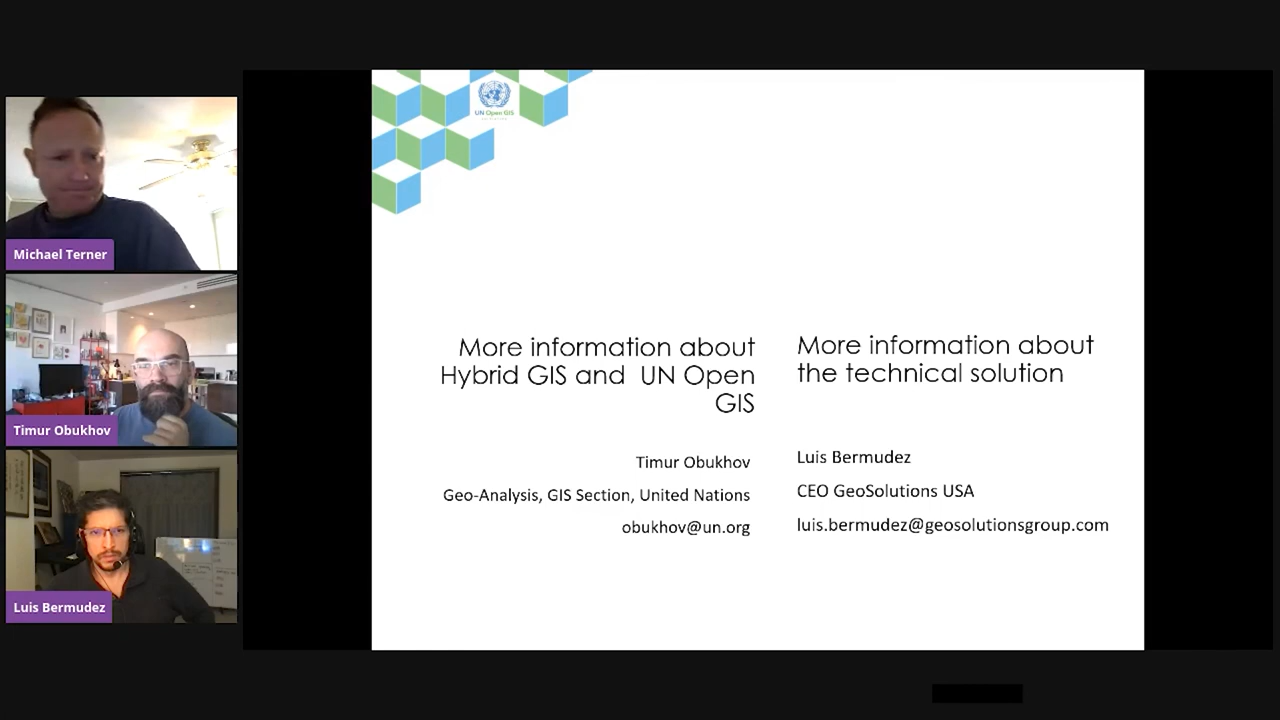 Michael Terner
Timur Obukhov
Luis Bermudez
UN Open GIS
More information about
Hybrid GIS and UN Open
GIS
Timur Obukhov
Geo-Analysis, GIS Section, United Nations
obukhov@un.org
More information about
the technical solution
Luis Bermudez
CEO GeoSolutions USA
luis.bermudez@geosolutionsgroup.com